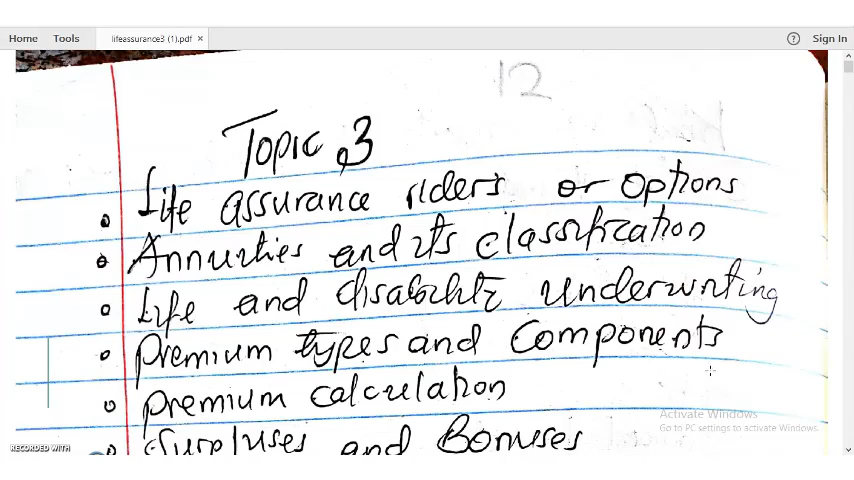 Home Tools lifeassurance3 (1).pdf × ? Sign In
12
Topic 3
Life assurance riders or options
Annuities and its classification
Life and disability underwriting
premium types and components
premium calculation
Surpluses and Bonuses
Activate Windows
Go to PC settings to activate Windows.
RECORDED WITH